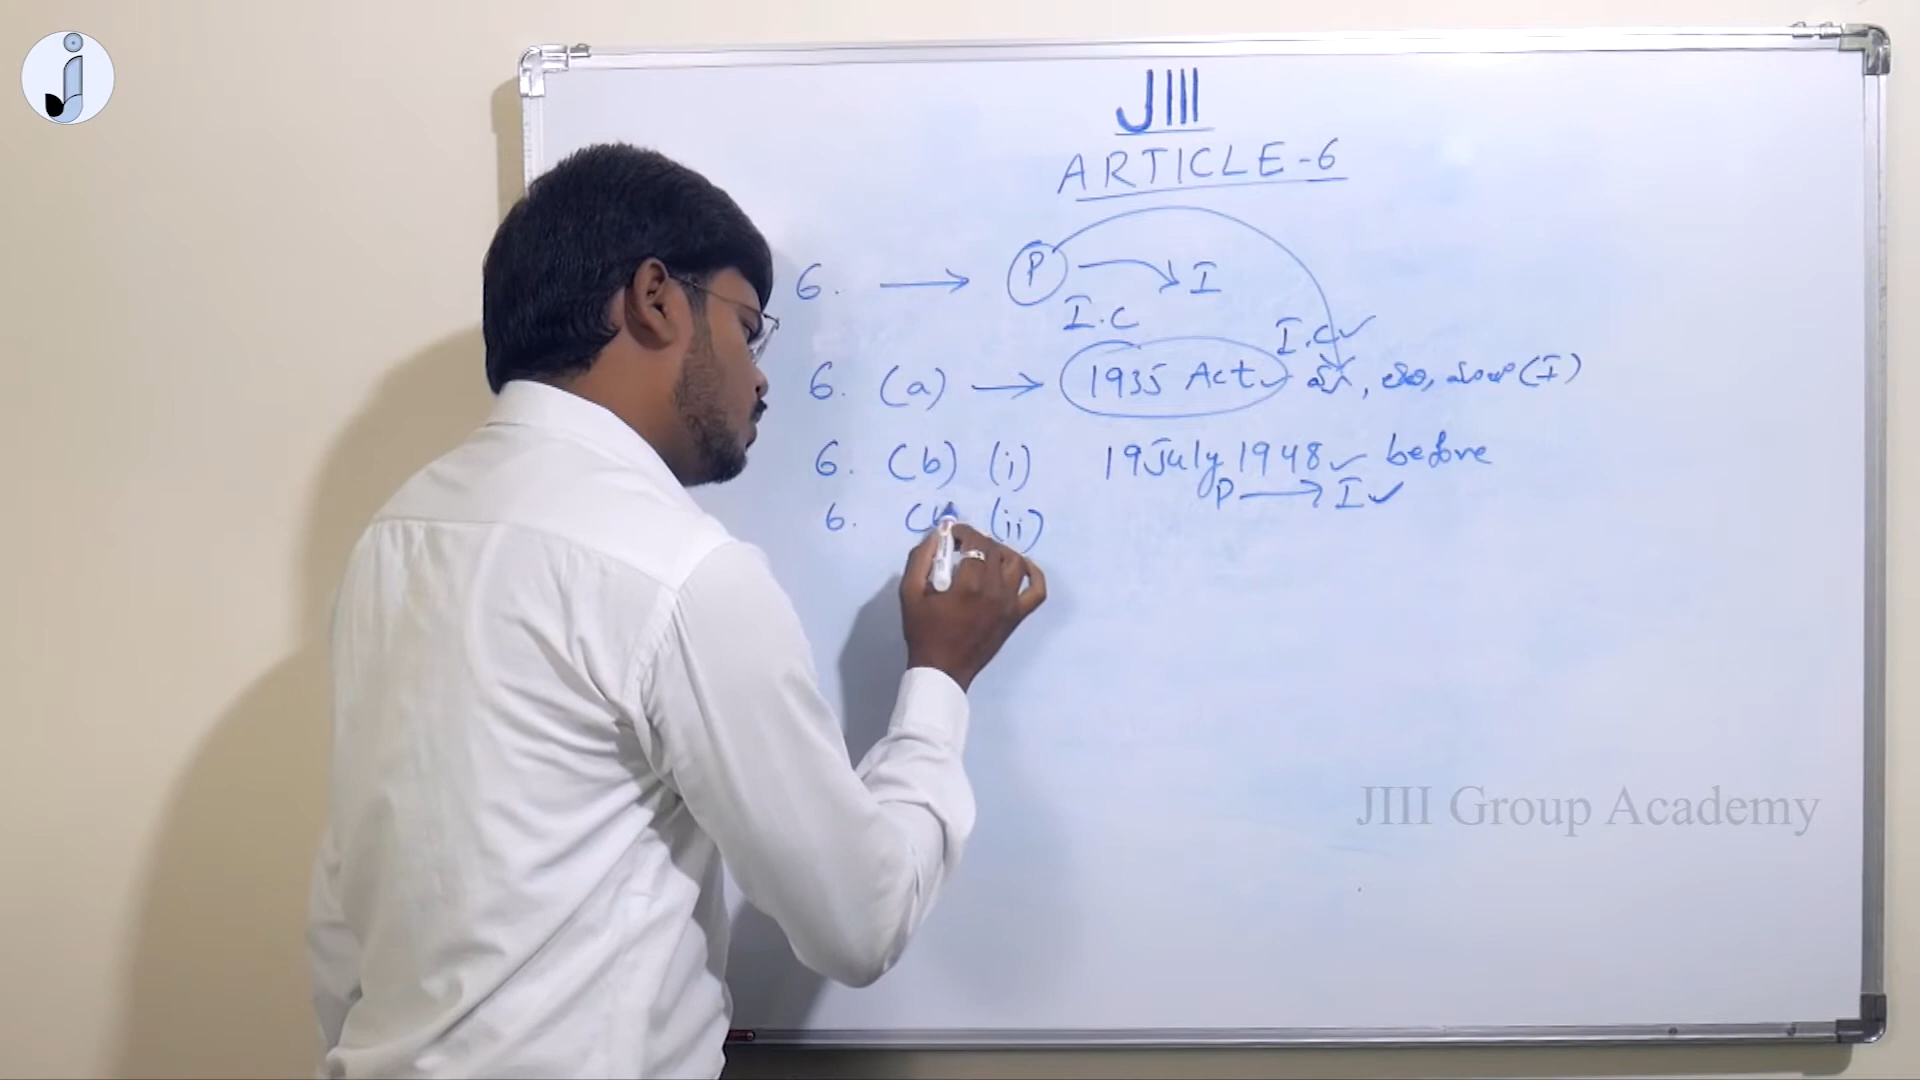 JIII
ARTICLE-6
6. → P → I
I.C
I.C✓
6. (a) → 1935 Act
(I)
6. (b) (i) 19 July 1948 ✓ before
P → I ✓
6. (ii)
JIII Group Academy